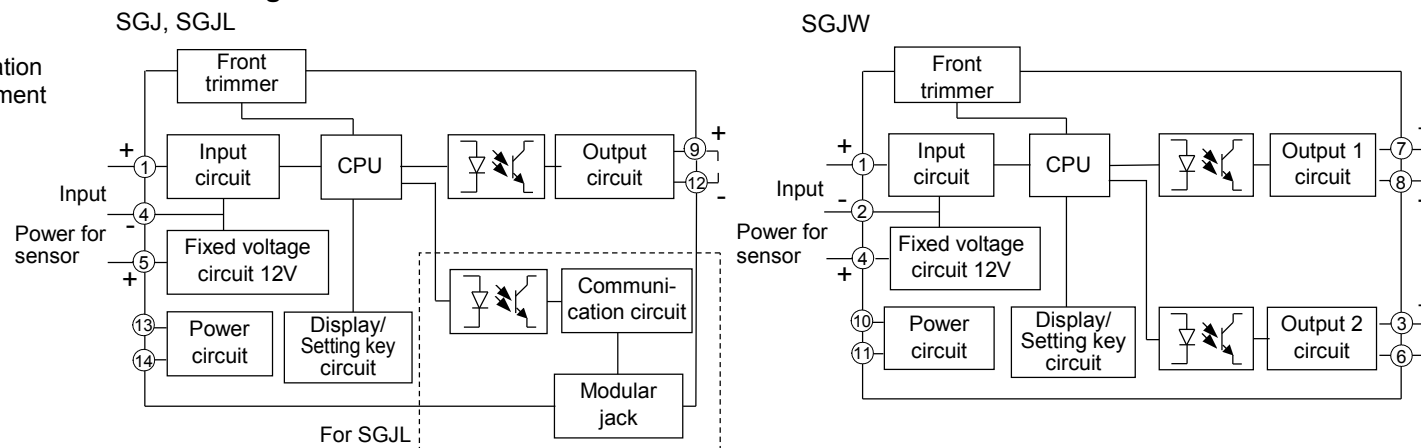 SGJ, SGJL
Front
trimmer
+
1
Input
circuit
CPU
Output
circuit
9
+
12
-
Input
4
-
Power for
sensor
5
+
Fixed voltage
circuit 12V
13
14
Power
circuit
Display/
Setting key
circuit
Communi-
cation circuit
Modular
jack
For SGJL
SGJW
Front
trimmer
+
1
Input
circuit
CPU
Output 1
circuit
7
8
Input
-
2
Power for
sensor
4
+
Fixed voltage
circuit 12V
10
11
Power
circuit
Display/
Setting key
circuit
Output 2
circuit
3
6